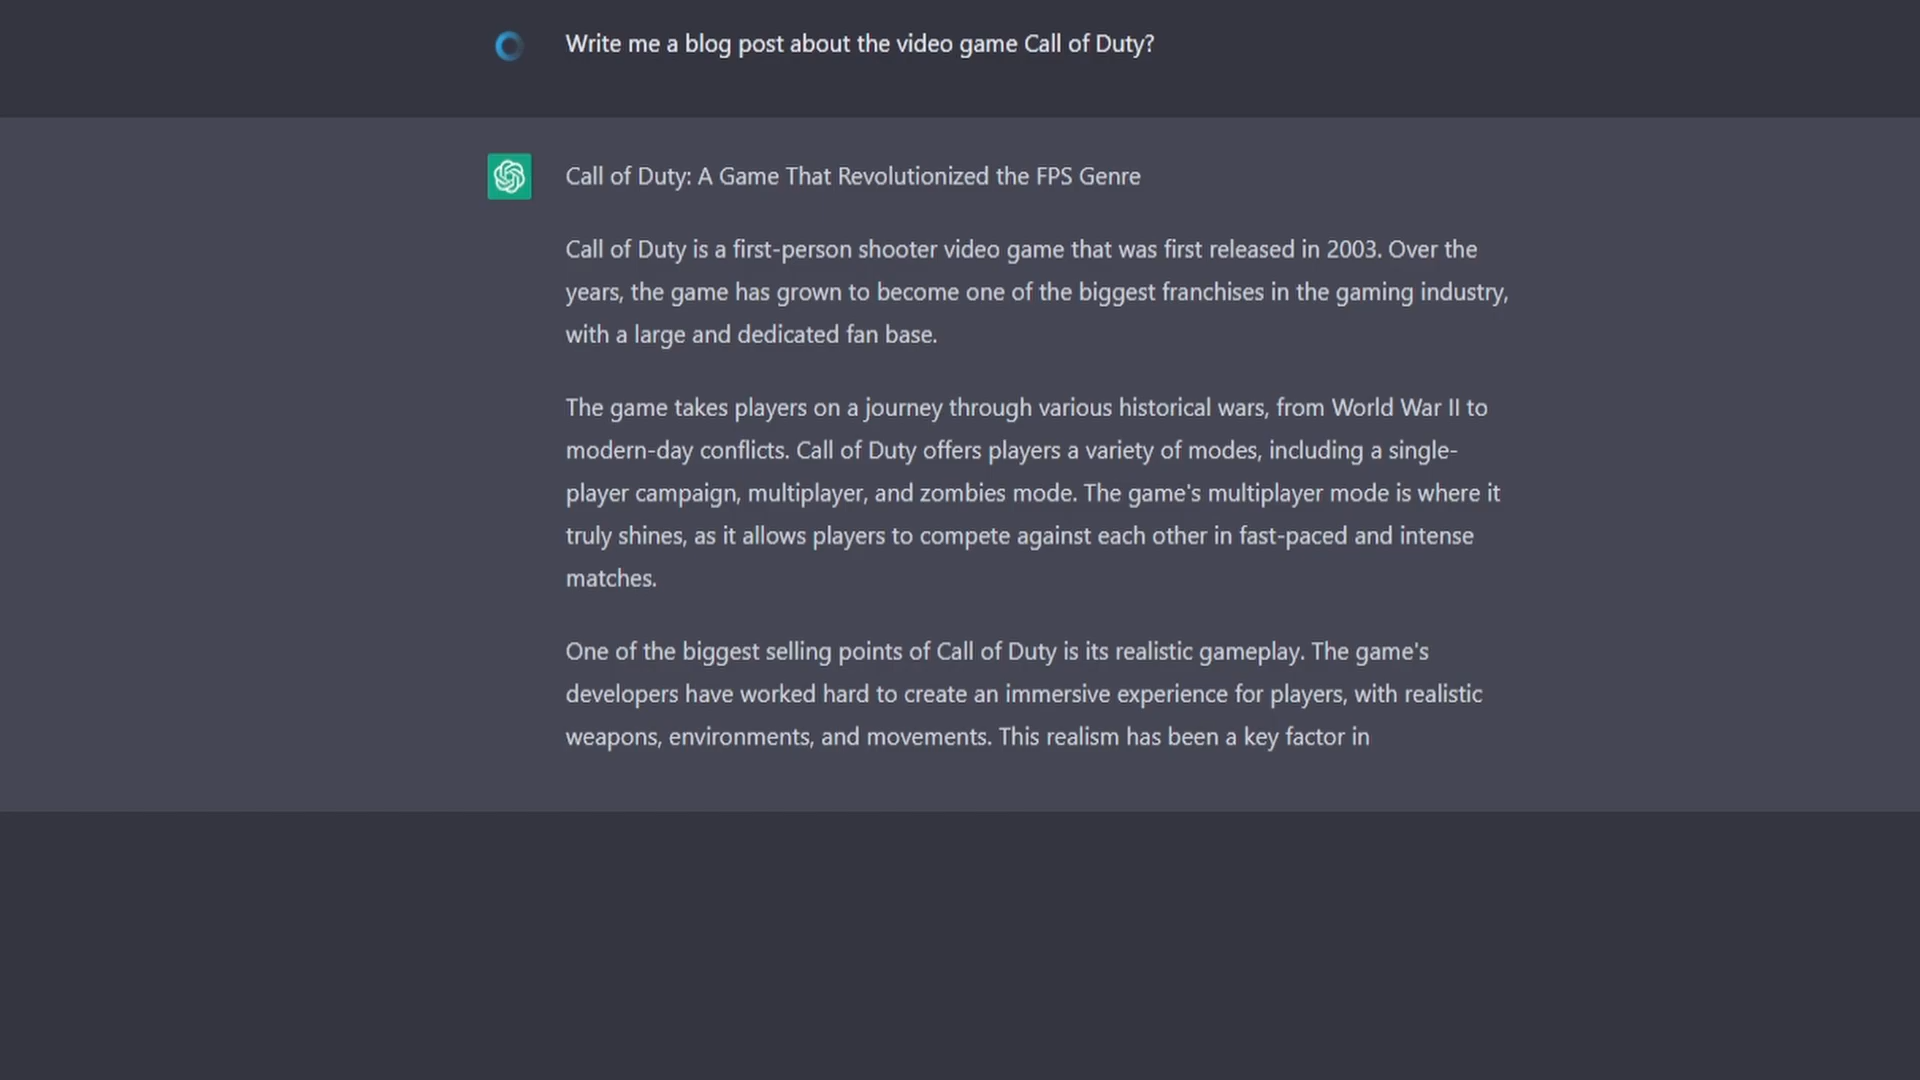 Write me a blog post about the video game Call of Duty?
Call of Duty: A Game That Revolutionized the FPS Genre
Call of Duty is a first-person shooter video game that was first released in 2003. Over the
years, the game has grown to become one of the biggest franchises in the gaming industry,
with a large and dedicated fan base.
The game takes players on a journey through various historical wars, from World War II to
modern-day conflicts. Call of Duty offers players a variety of modes, including a single-
player campaign, multiplayer, and zombies mode. The game's multiplayer mode is where it
truly shines, as it allows players to compete against each other in fast-paced and intense
matches.
One of the biggest selling points of Call of Duty is its realistic gameplay. The game's
developers have worked hard to create an immersive experience for players, with realistic
weapons, environments, and movements. This realism has been a key factor in